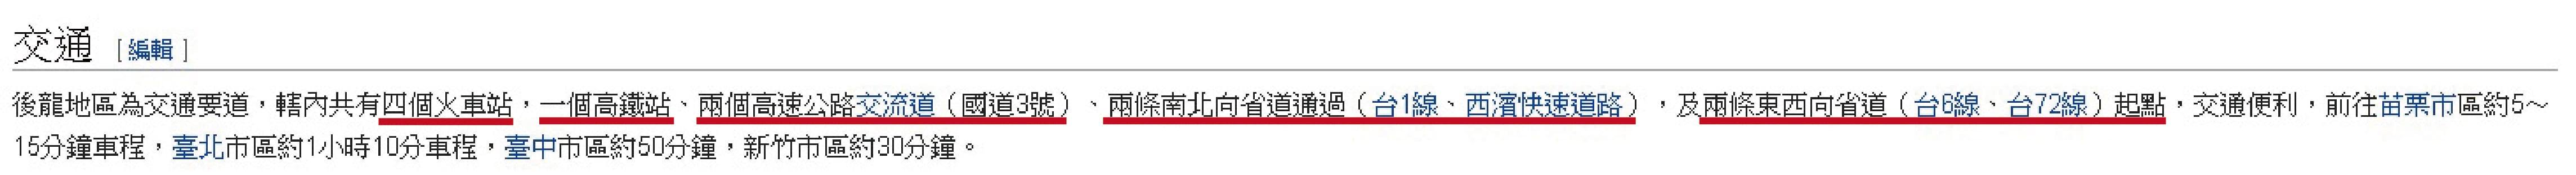 交通 [編輯]
後龍地區為交通要道，轄內共有四個火車站，一個高鐵站、兩個高速公路交流道（國道3號）、兩條南北向省道通過（台1線、西濱快速道路），及兩條東西向省道（台6線、台72線）起點，交通便利，前往苗栗市區約5～
15分鐘車程，臺北市區約1小時10分車程，臺中市區約50分鐘，新竹市區約30分鐘。